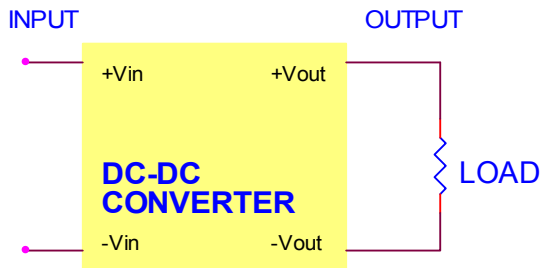 INPUT
OUTPUT
+Vin
+Vout
DC-DC
CONVERTER
LOAD
-Vin
-Vout